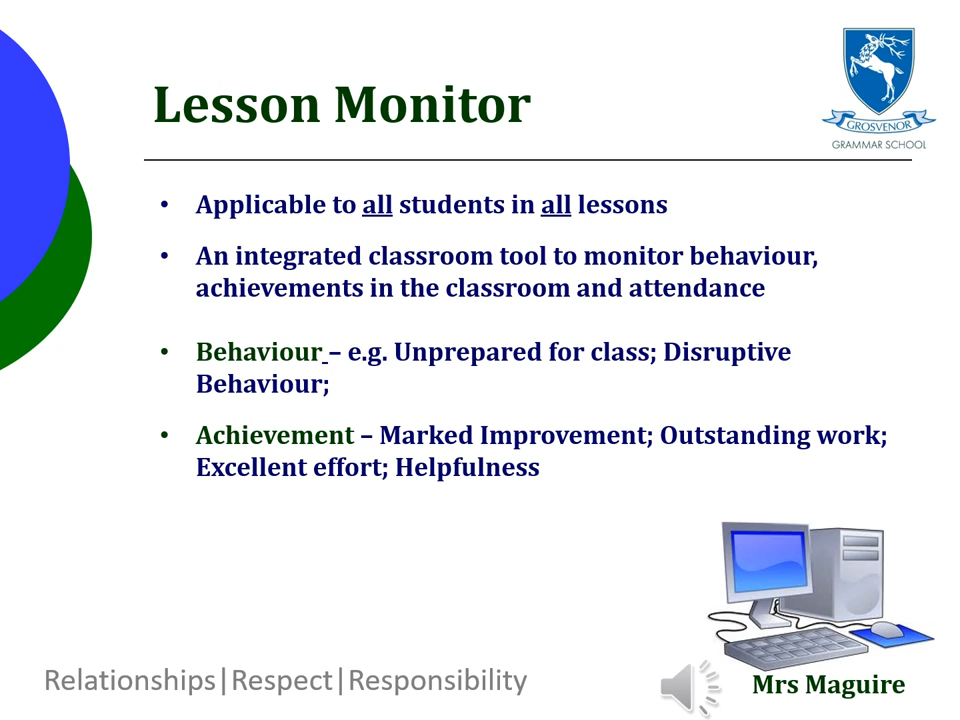 Lesson Monitor
GROSVENOR
GRAMMAR SCHOOL
• Applicable to all students in all lessons
• An integrated classroom tool to monitor behaviour,
achievements in the classroom and attendance
• Behaviour – e.g. Unprepared for class; Disruptive
Behaviour;
• Achievement – Marked Improvement; Outstanding work;
Excellent effort; Helpfulness
Relationships|Respect|Responsibility
Mrs Maguire